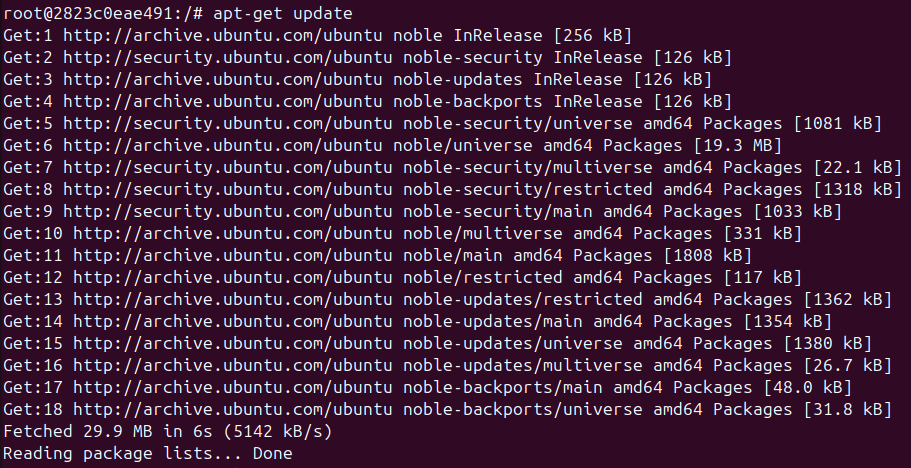 root@2823c0eae491:/# apt-get update
Get:1 http://archive.ubuntu.com/ubuntu noble InRelease [256 kB]
Get:2 http://security.ubuntu.com/ubuntu noble-security InRelease [126 kB]
Get:3 http://archive.ubuntu.com/ubuntu noble-updates InRelease [126 kB]
Get:4 http://archive.ubuntu.com/ubuntu noble-backports InRelease [126 kB]
Get:5 http://security.ubuntu.com/ubuntu noble-security/universe amd64 Packages [1081 kB]
Get:6 http://archive.ubuntu.com/ubuntu noble/universe amd64 Packages [19.3 MB]
Get:7 http://security.ubuntu.com/ubuntu noble-security/multiverse amd64 Packages [22.1 kB]
Get:8 http://security.ubuntu.com/ubuntu noble-security/restricted amd64 Packages [1318 kB]
Get:9 http://security.ubuntu.com/ubuntu noble-security/main amd64 Packages [1033 kB]
Get:10 http://archive.ubuntu.com/ubuntu noble/multiverse amd64 Packages [331 kB]
Get:11 http://archive.ubuntu.com/ubuntu noble/main amd64 Packages [1808 kB]
Get:12 http://archive.ubuntu.com/ubuntu noble/restricted amd64 Packages [117 kB]
Get:13 http://archive.ubuntu.com/ubuntu noble-updates/restricted amd64 Packages [1362 kB]
Get:14 http://archive.ubuntu.com/ubuntu noble-updates/main amd64 Packages [1354 kB]
Get:15 http://archive.ubuntu.com/ubuntu noble-updates/universe amd64 Packages [1380 kB]
Get:16 http://archive.ubuntu.com/ubuntu noble-updates/multiverse amd64 Packages [26.7 kB]
Get:17 http://archive.ubuntu.com/ubuntu noble-backports/main amd64 Packages [48.0 kB]
Get:18 http://archive.ubuntu.com/ubuntu noble-backports/universe amd64 Packages [31.8 kB]
Fetched 29.9 MB in 6s (5142 kB/s)
Reading package lists... Done